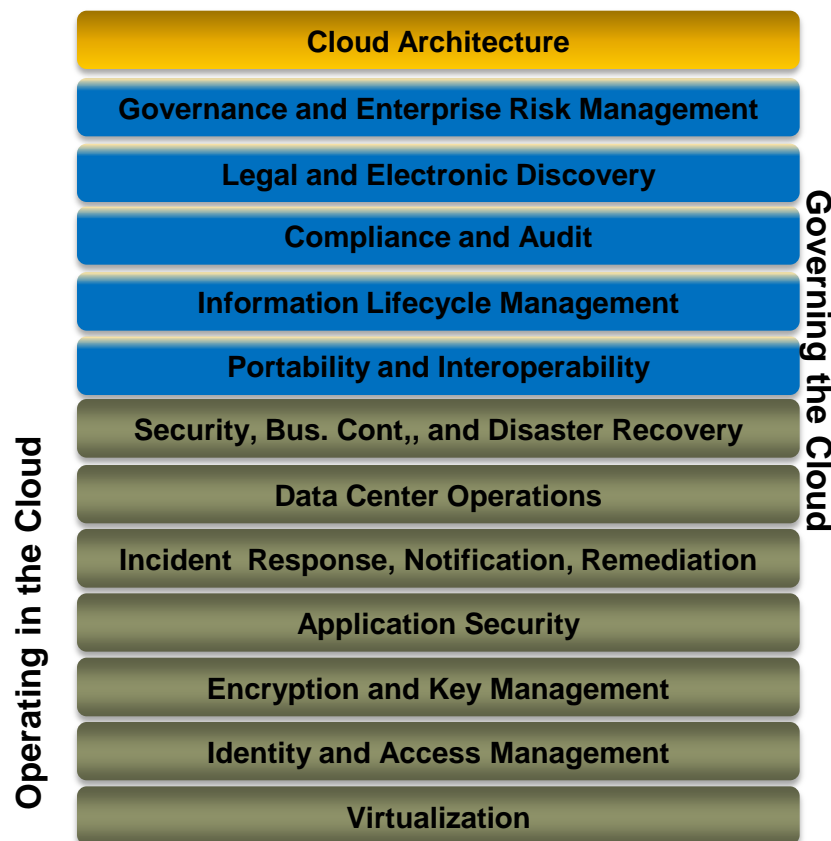 Cloud Architecture
Governance and Enterprise Risk Management
Legal and Electronic Discovery
Compliance and Audit
Information Lifecycle Management
Portability and Interoperability
Security, Bus. Cont,, and Disaster Recovery
Data Center Operations
Incident  Response, Notification, Remediation
Application Security
Encryption and Key Management
Identity and Access Management
Virtualization
Operating in the Cloud
Governing the Cloud